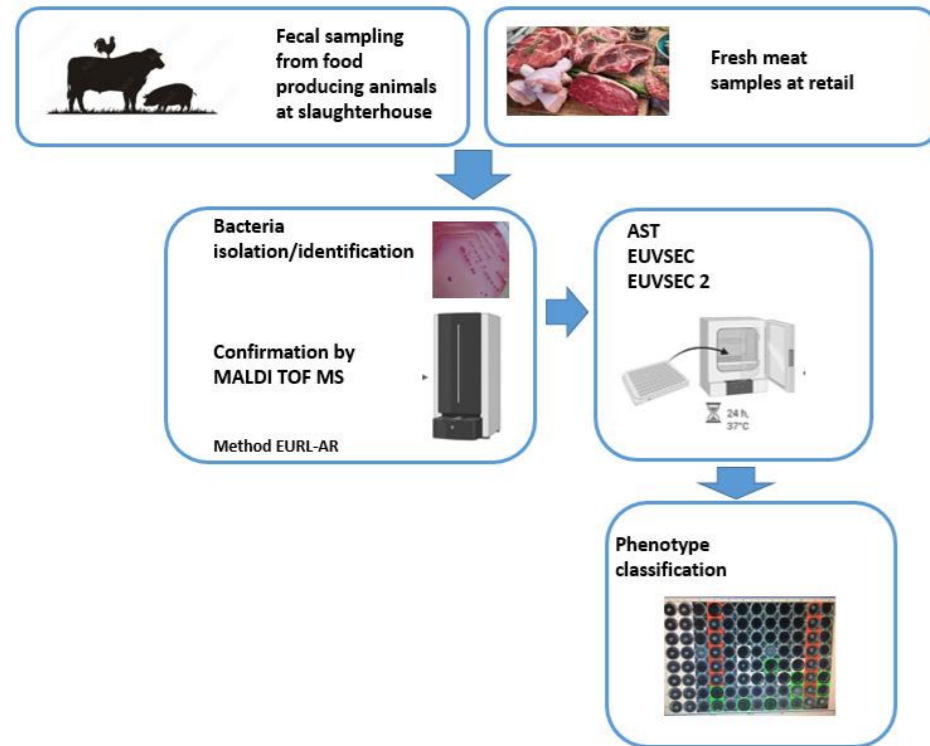 Fecal sampling
from food
producing animals
at slaughterhouse
Fresh meat
samples at retail
Bacteria
isolation/identification
Confirmation by
MALDI TOF MS
Method EURL-AR
AST
EUVSEC
EUVSEC 2
24 h,
37°C
Phenotype
classification